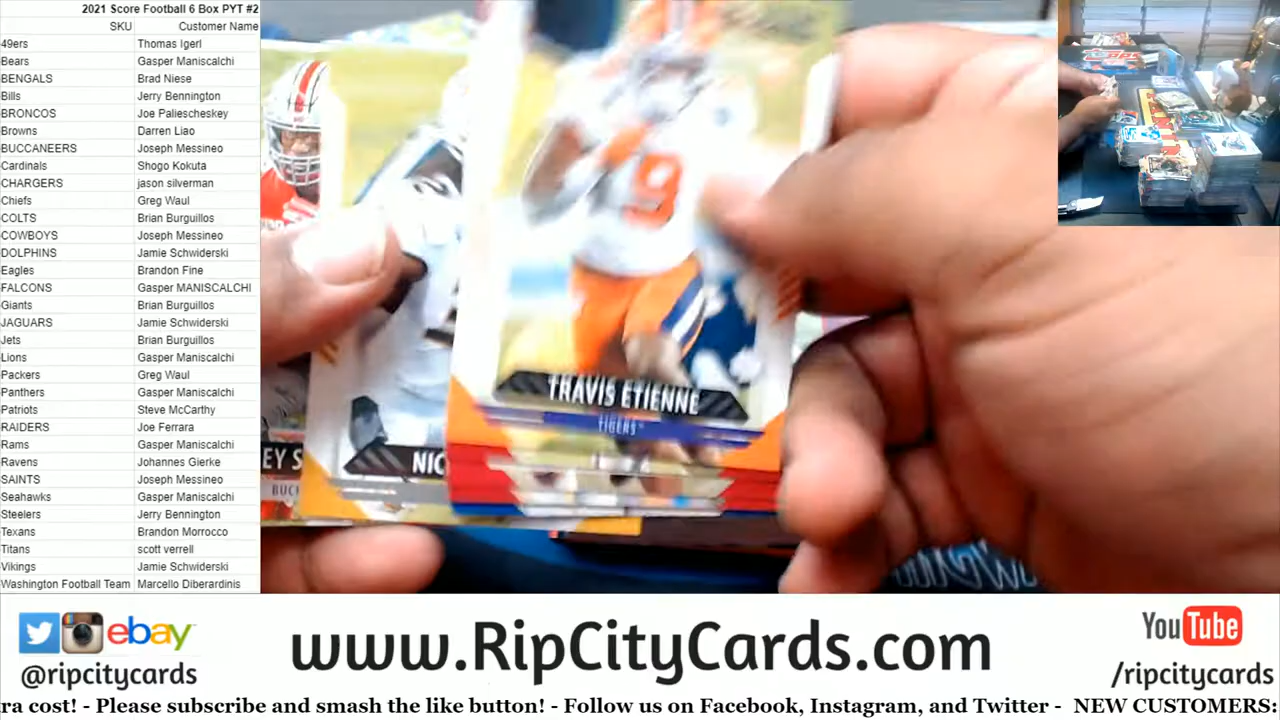 2021 Score Football 6 Box PYT #2
SKU Customer Name
49ers Thomas Igerl
Bears Gasper Maniscalchi
BENGALS Brad Niese
Bills Jerry Bennington
BRONCOS Joe Paliescheskey
Browns Darren Liao
BUCCANEERS Joseph Messineo
Cardinals Shogo Kokuta
CHARGERS jason silverman
Chiefs Greg Waul
COLTS Brian Burguillos
COWBOYS Joseph Messineo
DOLPHINS Jamie Schwiderski
Eagles Brandon Fine
FALCONS Gasper MANISCALCHI
Giants Brian Burguillos
JAGUARS Jamie Schwiderski
Jets Brian Burguillos
Lions Gasper Maniscalchi
Packers Greg Waul
Panthers Gasper Maniscalchi
Patriots Steve McCarthy
RAIDERS Joe Ferrara
Rams Gasper Maniscalchi
Ravens Johannes Gierke
SAINTS Joseph Messineo
Seahawks Gasper Maniscalchi
Steelers Jerry Bennington
Texans Brandon Morrocco
Titans scott verrell
Vikings Jamie Schwiderski
Washington Football Team Marcello Diberardinis
9
TRAVIS ETIENNE
TIGERS
NIC
EY S
BUC
ebay
@ripcitycards
www.RipCityCards.com
YouTube
/ripcitycards
ra cost! - Please subscribe and smash the like button! - Follow us on Facebook, Instagram, and Twitter - NEW CUSTOMERS: